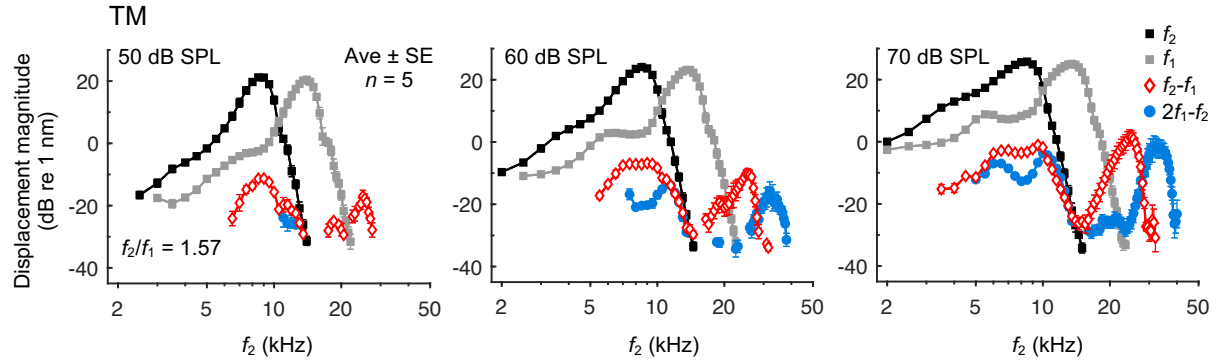 TM
50 dB SPL
Ave ± SE
n = 5
f2/f1 = 1.57
60 dB SPL
70 dB SPL
f2
f1
f2-f1
2f1-f2
Displacement magnitude
(dB re 1 nm)
20
0
-20
-40
2 5 10 20 50
f2 (kHz)
20
0
-20
-40
2 5 10 20 50
f2 (kHz)
20
0
-20
-40
2 5 10 20 50
f2 (kHz)